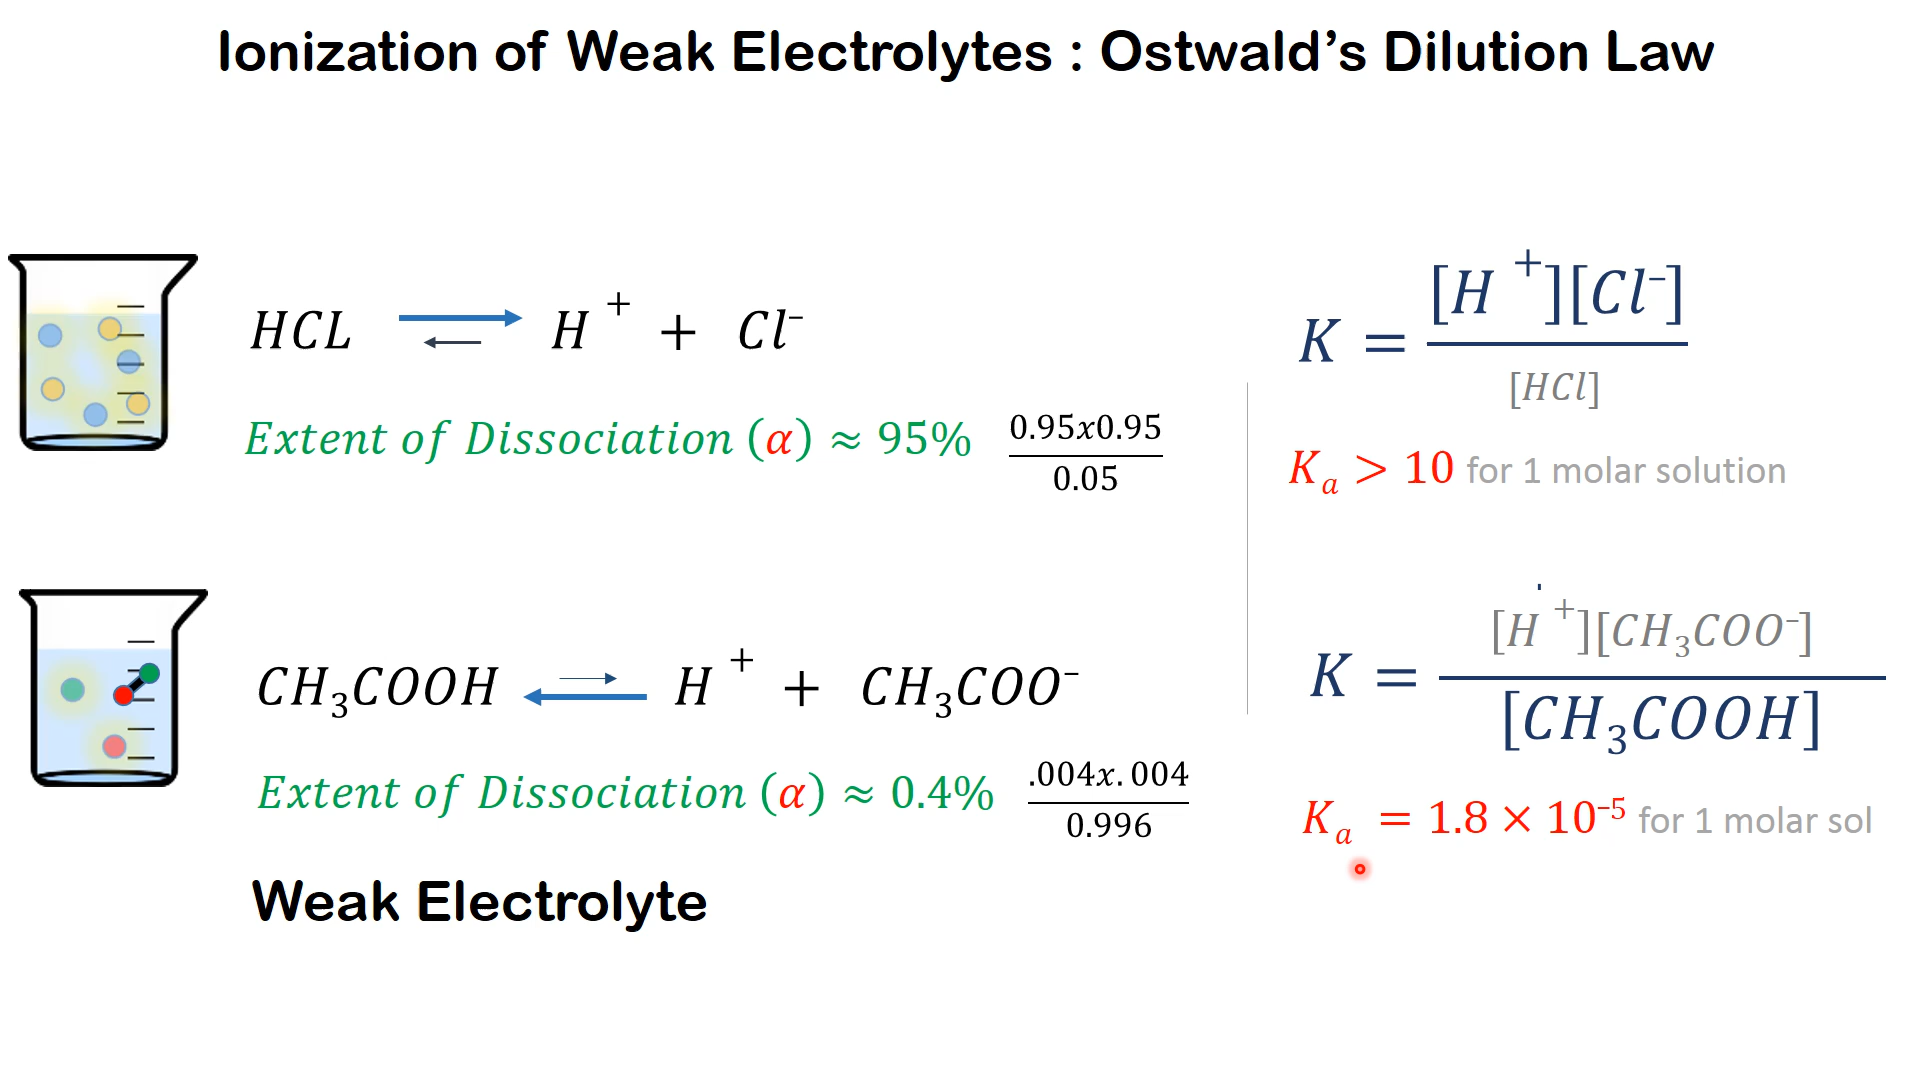 Ionization of Weak Electrolytes : Ostwald’s Dilution Law
HCL ⇌ H⁺ + Cl⁻
Extent of Dissociation (α) ≈ 95%
0.95x0.95
0.05
K = [H⁺][Cl⁻]
[HCl]
Kₐ > 10 for 1 molar solution
CH₃COOH ⇌ H⁺ + CH₃COO⁻
Extent of Dissociation (α) ≈ 0.4%
.004x.004
0.996
K = [H⁺][CH₃COO⁻]
[CH₃COOH]
Kₐ = 1.8 × 10⁻⁵ for 1 molar sol
Weak Electrolyte